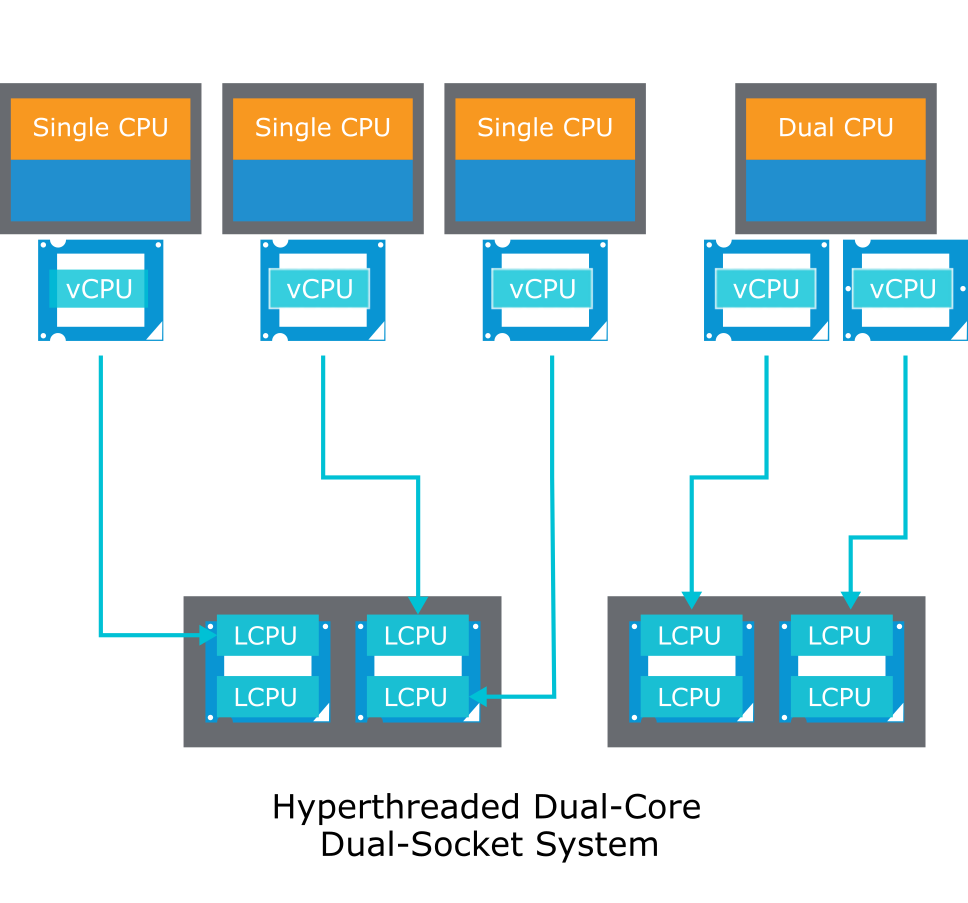 Single CPU
Single CPU
Single CPU
Dual CPU
vCPU
vCPU
vCPU
vCPU
vCPU
LCPU
LCPU
LCPU
LCPU
LCPU
LCPU
LCPU
LCPU
Hyperthreaded Dual-Core
Dual-Socket System